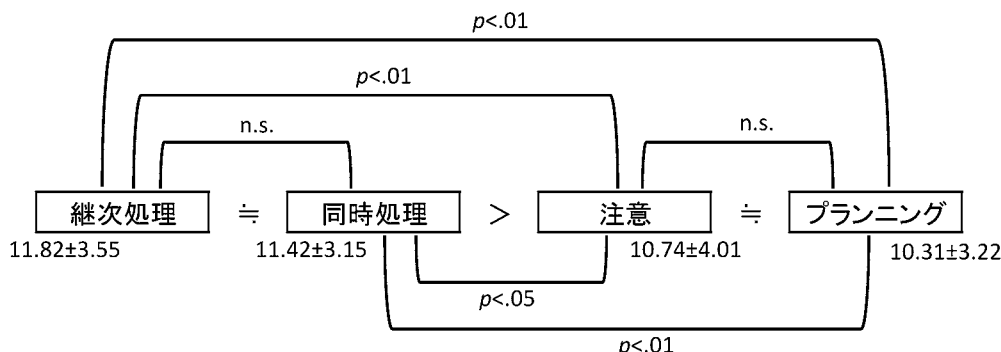 p<.01
p<.01
n.s.
n.s.
継次処理 ≒ 同時処理 > 注意 ≒ プランニング
11.82±3.55 11.42±3.15 10.74±4.01 10.31±3.22
p<.05
p<.01